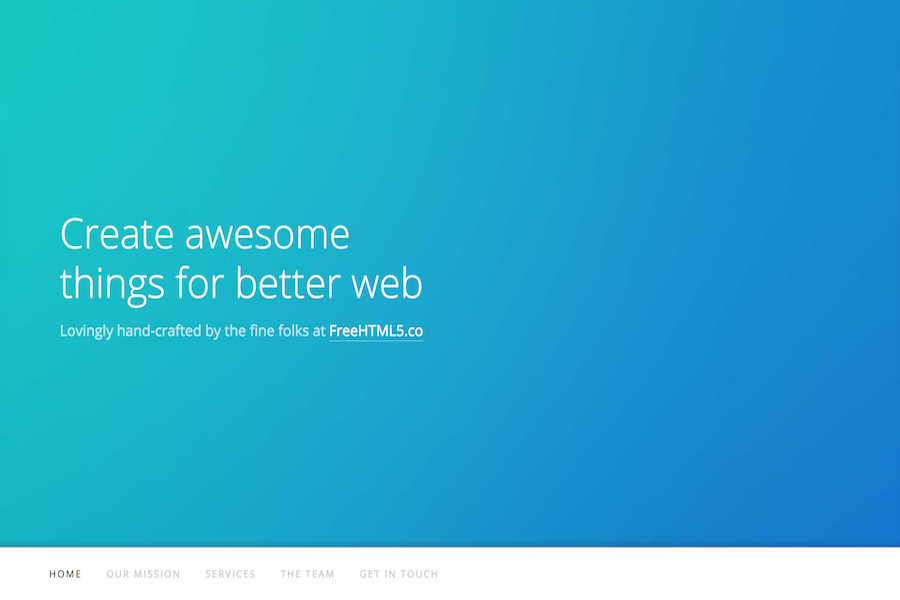 Create awesome
things for better web
Lovingly hand-crafted by the fine folks at FreeHTML5.co
HOME OUR MISSION SERVICES THE TEAM GET IN TOUCH